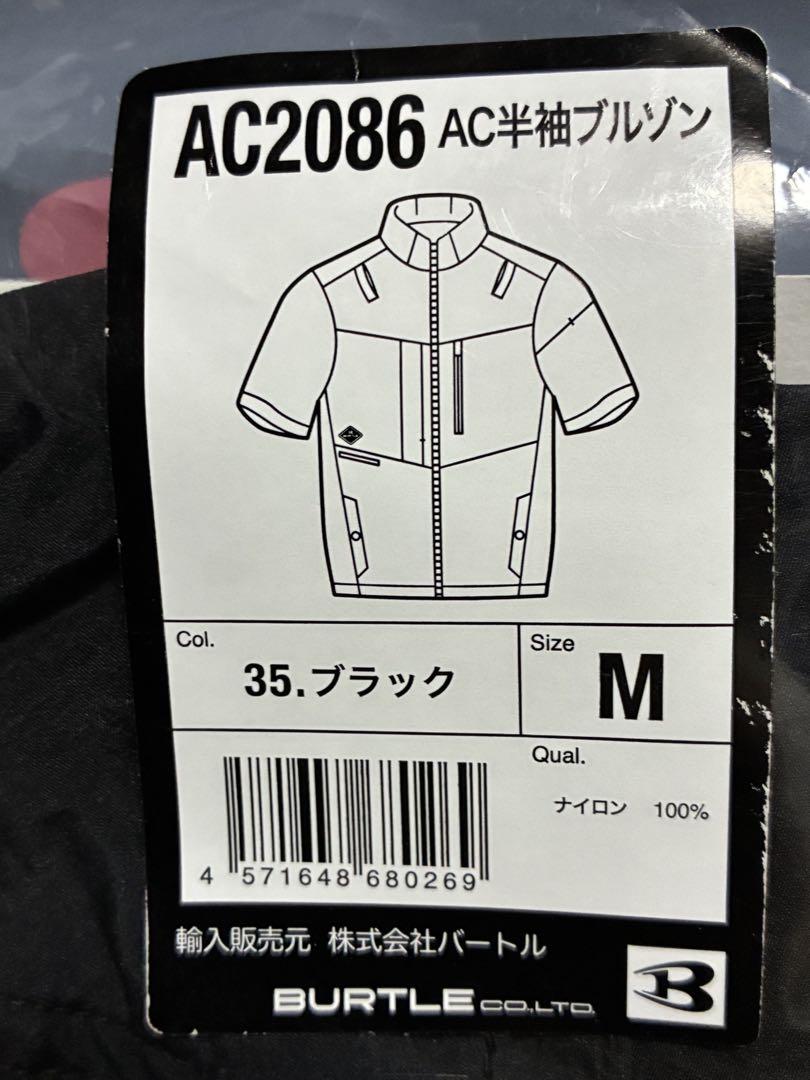 AC2086 AC半袖ブルゾン
Col.
35.ブラック
Size
M
Qual.
ナイロン 100%
4 571648 680269
輸入販売元 株式会社バートル
BURTLE CO.,LTD.